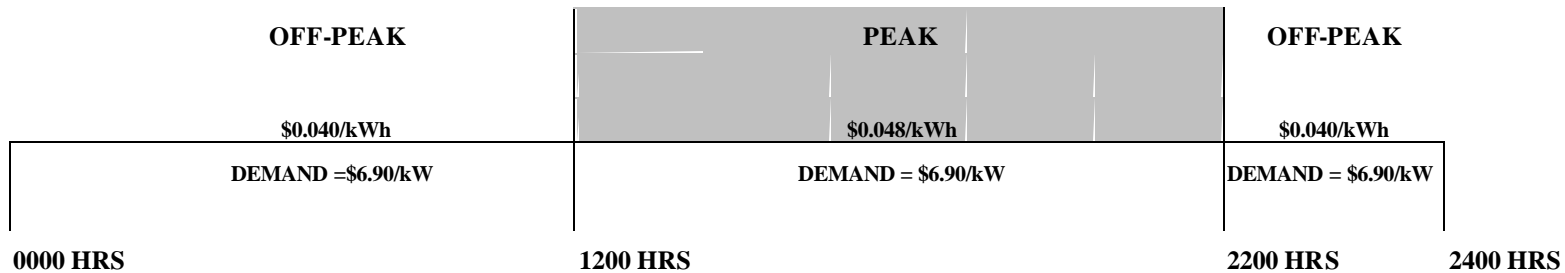 OFF-PEAK PEAK OFF-PEAK
$0.040/kWh $0.048/kWh $0.040/kWh
DEMAND =$6.90/kW DEMAND = $6.90/kW DEMAND = $6.90/kW
0000 HRS 1200 HRS 2200 HRS 2400 HRS